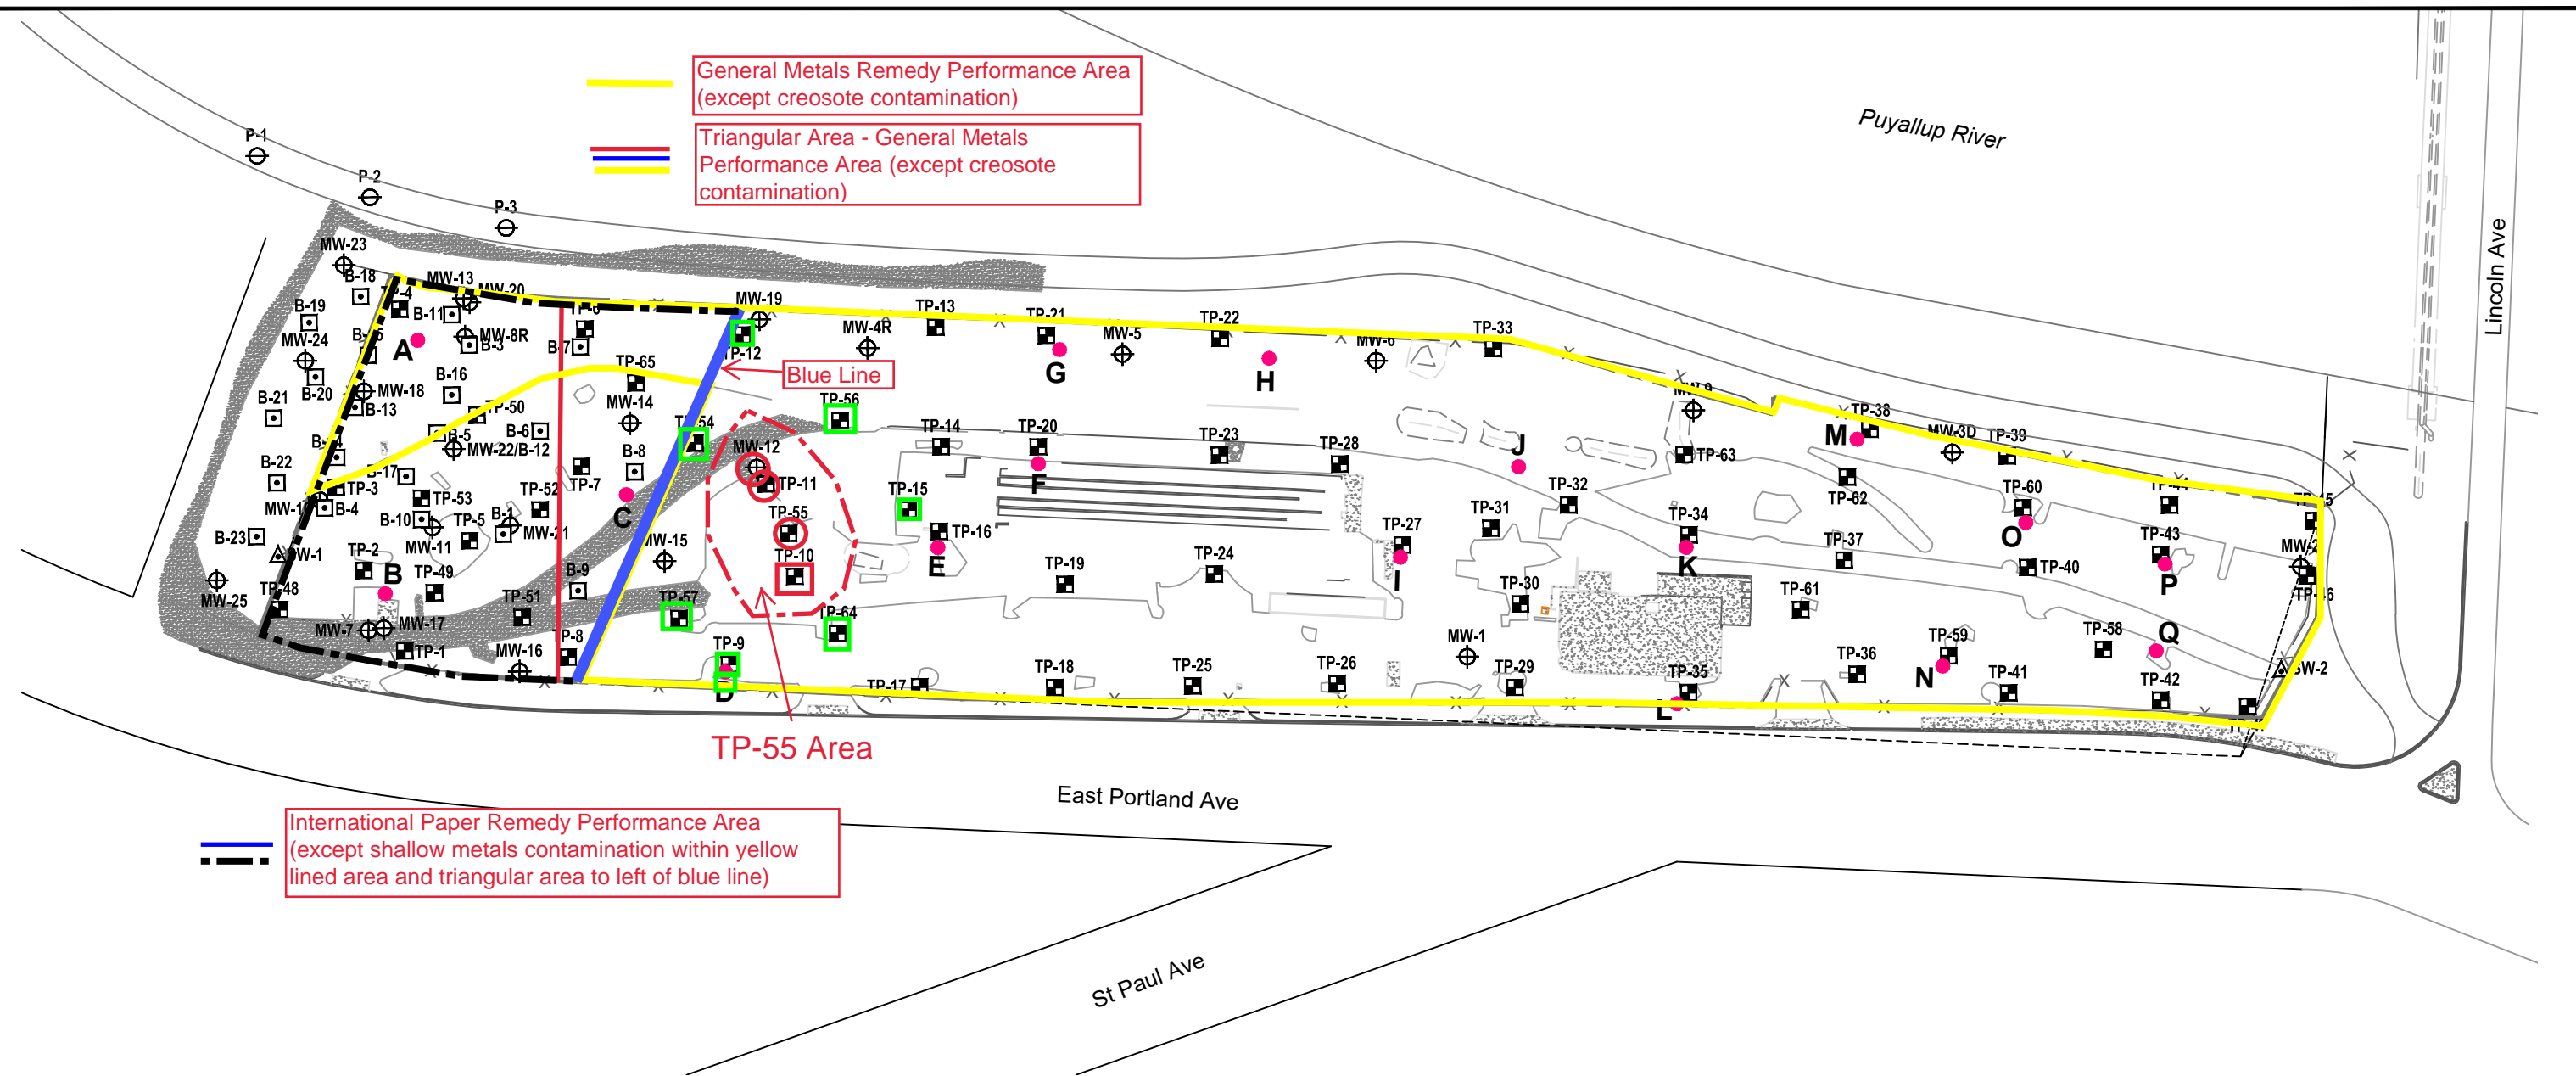 General Metals Remedy Performance Area
(except creosote contamination)
Triangular Area - General Metals
Performance Area (except creosote
contamination)
Puyallup River
Lincoln Ave
P-1
P-2
P-3
MW-23
B-18
TP-4
MW-13
MW-20
B-19
B-11
MW-24
MW-8R
B-3
A
B-20
B-16
MW-18
B-13
B-21
TP-50
B-5
B-6
MW-22/B-12
B-7
TP-65
MW-14
B-8
TP-7
B-22
B-17
TP-3
TP-53
TP-52
B-4
B-10
B-1
MW-21
TP-5
MW-11
B-23
TP-2
B
TP-49
TP-48
MW-25
MW-7
MW-17
TP-1
TP-51
MW-16
TP-8
B-9
C
MW-15
MW-19
TP-12
Blue Line
TP-54
TP-56
MW-12
TP-11
TP-55
TP-10
TP-57
TP-64
TP-9
D
TP-55 Area
MW-4R
TP-13
TP-21
G
MW-5
TP-22
H
MW-6
TP-33
TP-14
TP-20
F
TP-23
TP-28
TP-15
TP-16
E
TP-19
TP-24
TP-27
I
TP-17
TP-18
TP-25
TP-26
MW-1
TP-29
TP-30
TP-31
TP-32
J
MW-9
TP-63
TP-34
K
TP-35
L
M
TP-38
TP-62
TP-37
TP-61
TP-36
MW-3D
TP-39
TP-60
O
TP-40
TP-59
N
TP-41
TP-58
TP-43
P
Q
TP-42
TP-46
SW-2
East Portland Ave
St Paul Ave
International Paper Remedy Performance Area
(except shallow metals contamination within yellow
lined area and triangular area to left of blue line)